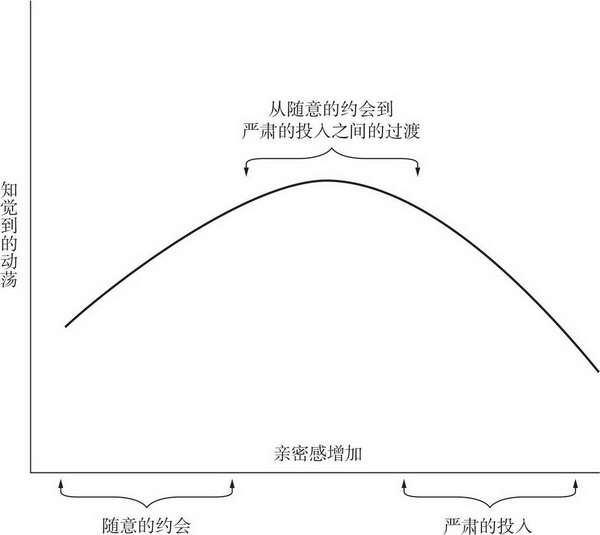 从随意的约会到
严肃的投入之间的过渡
知觉到的动荡
亲密感增加
随意的约会
严肃的投入